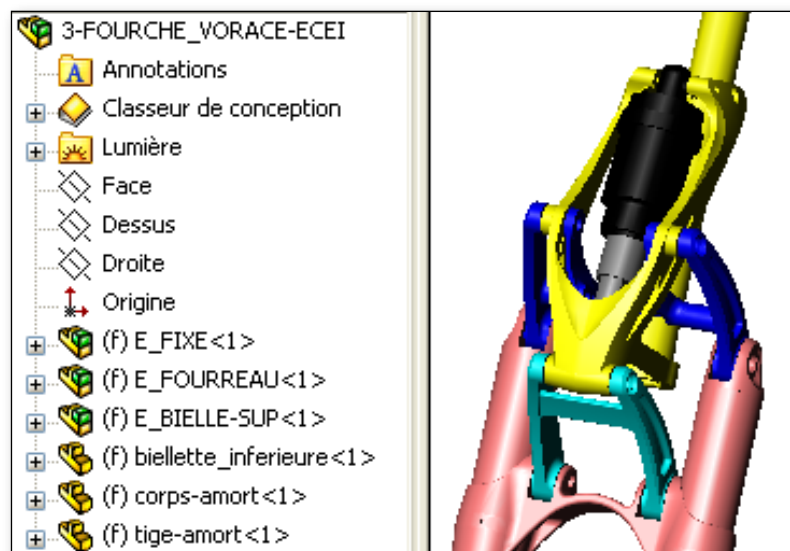 3-FOURCHE_VORACE-ECEI
A Annotations
Classeur de conception
Lumière
Face
Dessus
Droite
Origine
(f) E_FIXE<1>
(f) E_FOURREAU<1>
(f) E_BIELLE-SUP<1>
(f) biellette_inferieure<1>
(f) corps-amort<1>
(f) tige-amort<1>